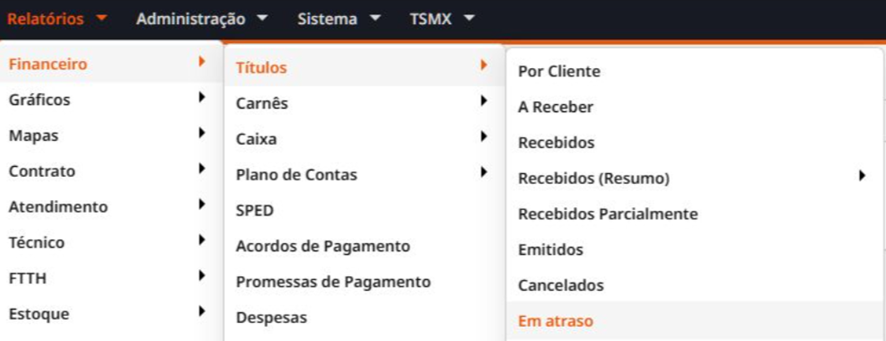 Relatórios Administração Sistema TSMX
Financeiro
Gráficos
Mapas
Contrato
Atendimento
Técnico
FTTH
Estoque
Títulos
Carnês
Caixa
Plano de Contas
SPED
Acordos de Pagamento
Promessas de Pagamento
Despesas
Por Cliente
A Receber
Recebidos
Recebidos (Resumo)
Recebidos Parcialmente
Emitidos
Cancelados
Em atraso